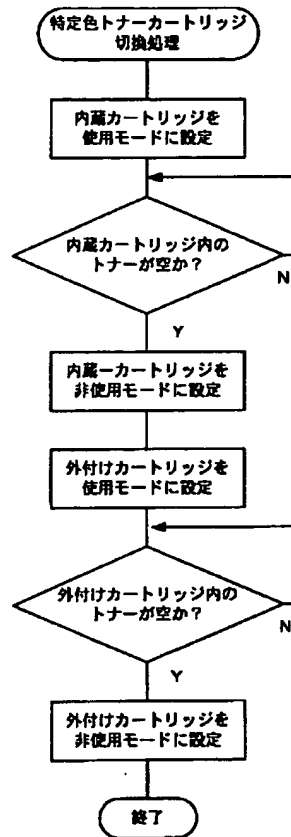 特定色トナーカートリッジ
切換処理
内蔵カートリッジを
使用モードに設定
内蔵カートリッジ内の
トナーが空か？
N
Y
内蔵ーカートリッジを
非使用モードに設定
外付けカートリッジを
使用モードに設定
外付けカートリッジ内の
トナーが空か？
N
Y
外付けカートリッジを
非使用モードに設定
終了